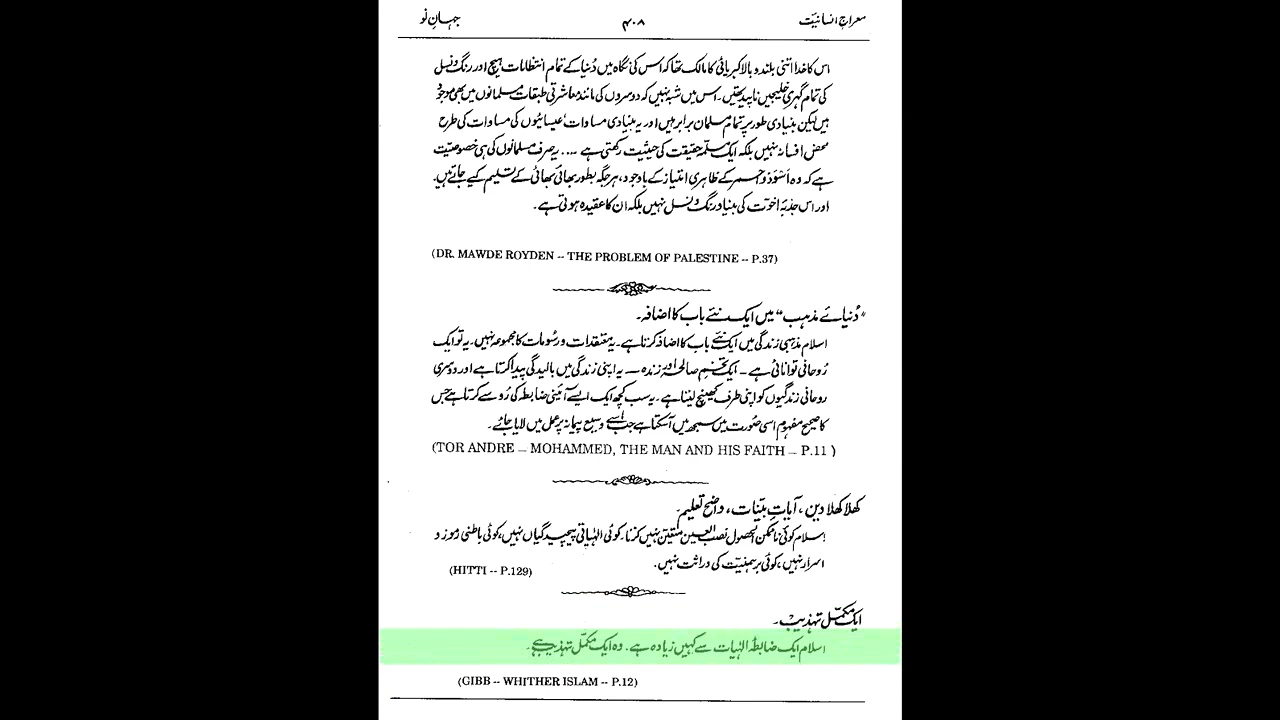 معراجِ انسانیت
۴۰۸
جہانِ نو
اس کا خدا اتنی بلند و بالا کبریائی کا مالک تھا کہ اس کی نگاہ میں دُنیا کے تمام انتظامات ہیچ اور رنگ و نسل
کی تمام گہری خلیجیں ناپید تھیں۔ اس میں شبہ نہیں کہ دوسروں کی مانند معاشرتی طبقات مسلمانوں میں بھی موجود
ہیں لیکن بنیادی طور پر تمام مسلمان برابر ہیں اور یہ بنیادی مساوات، عیسائیوں کی مساوات کی طرح
محض افسانہ نہیں بلکہ ایک مسلّمہ حقیقت کی حیثیت رکھتی ہے .... یہ صرف مسلمانوں کی ہی خصوصیّت
ہے کہ وہ اَسْوَد و احمر کے ظاہری امتیاز کے باوجود، ہر جگہ بطور بھائی بھائی کے تسلیم کیے جاتے ہیں۔
اور اس جذبۂ اخوّت کی بنیاد رنگ و نسل نہیں بلکہ ان کا عقیدہ ہوتی ہے۔
(DR. MAWDE ROYDEN -- THE PROBLEM OF PALESTINE -- P.37)
"دُنیائے مذہب" میں ایک نئے باب کا اضافہ۔
اسلام مذہبی زندگی میں ایک نئے باب کا اضافہ کرتا ہے۔ یہ معتقدات و رسُومات کا مجموعہ نہیں۔ یہ تو ایک
رُوحانی توانائی ہے ۔ ایک تخمِ صالح اور زندہ — یہ اپنی زندگی میں بالیدگی پیدا کرتا ہے اور دوسری
روحانی زندگیوں کو اپنی طرف کھینچ لیتا ہے۔ یہ سب کچھ ایک ایسے آئینی ضابطہ کی رُو سے کرتا ہے جس
کا صحیح مفہوم اسی صُورت میں سمجھ میں آسکتا ہے جب اسے وسیع پیمانہ پر عمل میں لایا جائے۔
(TOR ANDRE – MOHAMMED, THE MAN AND HIS FAITH – P.11 )
کھلا کھلا دین ، آیاتِ بیّنات ، واضح تعلیم۔
اسلام کوئی ناممکن الحصول نصب العین متعین نہیں کرتا۔ کوئی الٰہیاتی پیچیدگیاں نہیں، کوئی باطنی رموز و
اسرار نہیں ، کوئی برہمنیّت کی وراثت نہیں.
(HITTI -- P.129)
ایک مکمّل تہذیب۔
اسلام ایک ضابطۂ الٰہیات سے کہیں زیادہ ہے۔ وہ ایک مکمّل تہذیب ہے۔
(GIBB -- WHITHER ISLAM -- P.12)